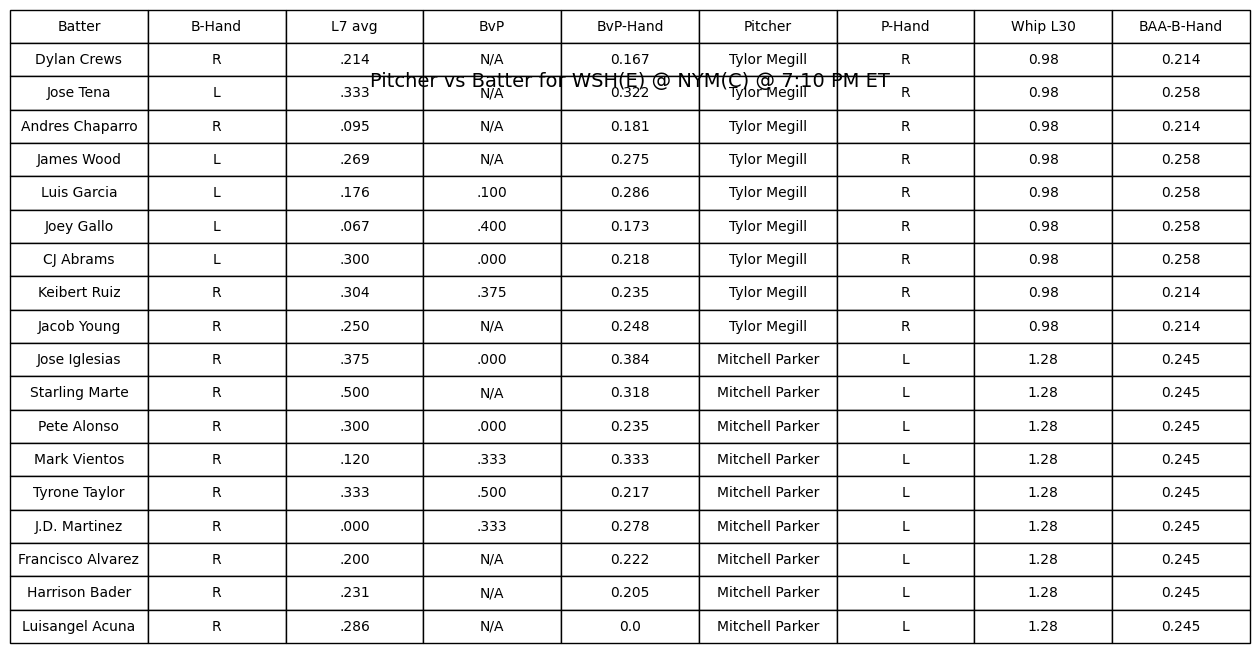 Batter B-Hand L7 avg BvP BvP-Hand Pitcher P-Hand Whip L30 BAA-B-Hand
Dylan Crews R .214 N/A 0.167 Tylor Megill R 0.98 0.214
Pitcher vs Batter for WSH(E) @ NYM(C) @ 7:10 PM ET
Jose Tena L .333 N/A 0.322 Tylor Megill R 0.98 0.258
Andres Chaparro R .095 N/A 0.181 Tylor Megill R 0.98 0.214
James Wood L .269 N/A 0.275 Tylor Megill R 0.98 0.258
Luis Garcia L .176 .100 0.286 Tylor Megill R 0.98 0.258
Joey Gallo L .067 .400 0.173 Tylor Megill R 0.98 0.258
CJ Abrams L .300 .000 0.218 Tylor Megill R 0.98 0.258
Keibert Ruiz R .304 .375 0.235 Tylor Megill R 0.98 0.214
Jacob Young R .250 N/A 0.248 Tylor Megill R 0.98 0.214
Jose Iglesias R .375 .000 0.384 Mitchell Parker L 1.28 0.245
Starling Marte R .500 N/A 0.318 Mitchell Parker L 1.28 0.245
Pete Alonso R .300 .000 0.235 Mitchell Parker L 1.28 0.245
Mark Vientos R .120 .333 0.333 Mitchell Parker L 1.28 0.245
Tyrone Taylor R .333 .500 0.217 Mitchell Parker L 1.28 0.245
J.D. Martinez R .000 .333 0.278 Mitchell Parker L 1.28 0.245
Francisco Alvarez R .200 N/A 0.222 Mitchell Parker L 1.28 0.245
Harrison Bader R .231 N/A 0.205 Mitchell Parker L 1.28 0.245
Luisangel Acuna R .286 N/A 0.0 Mitchell Parker L 1.28 0.245